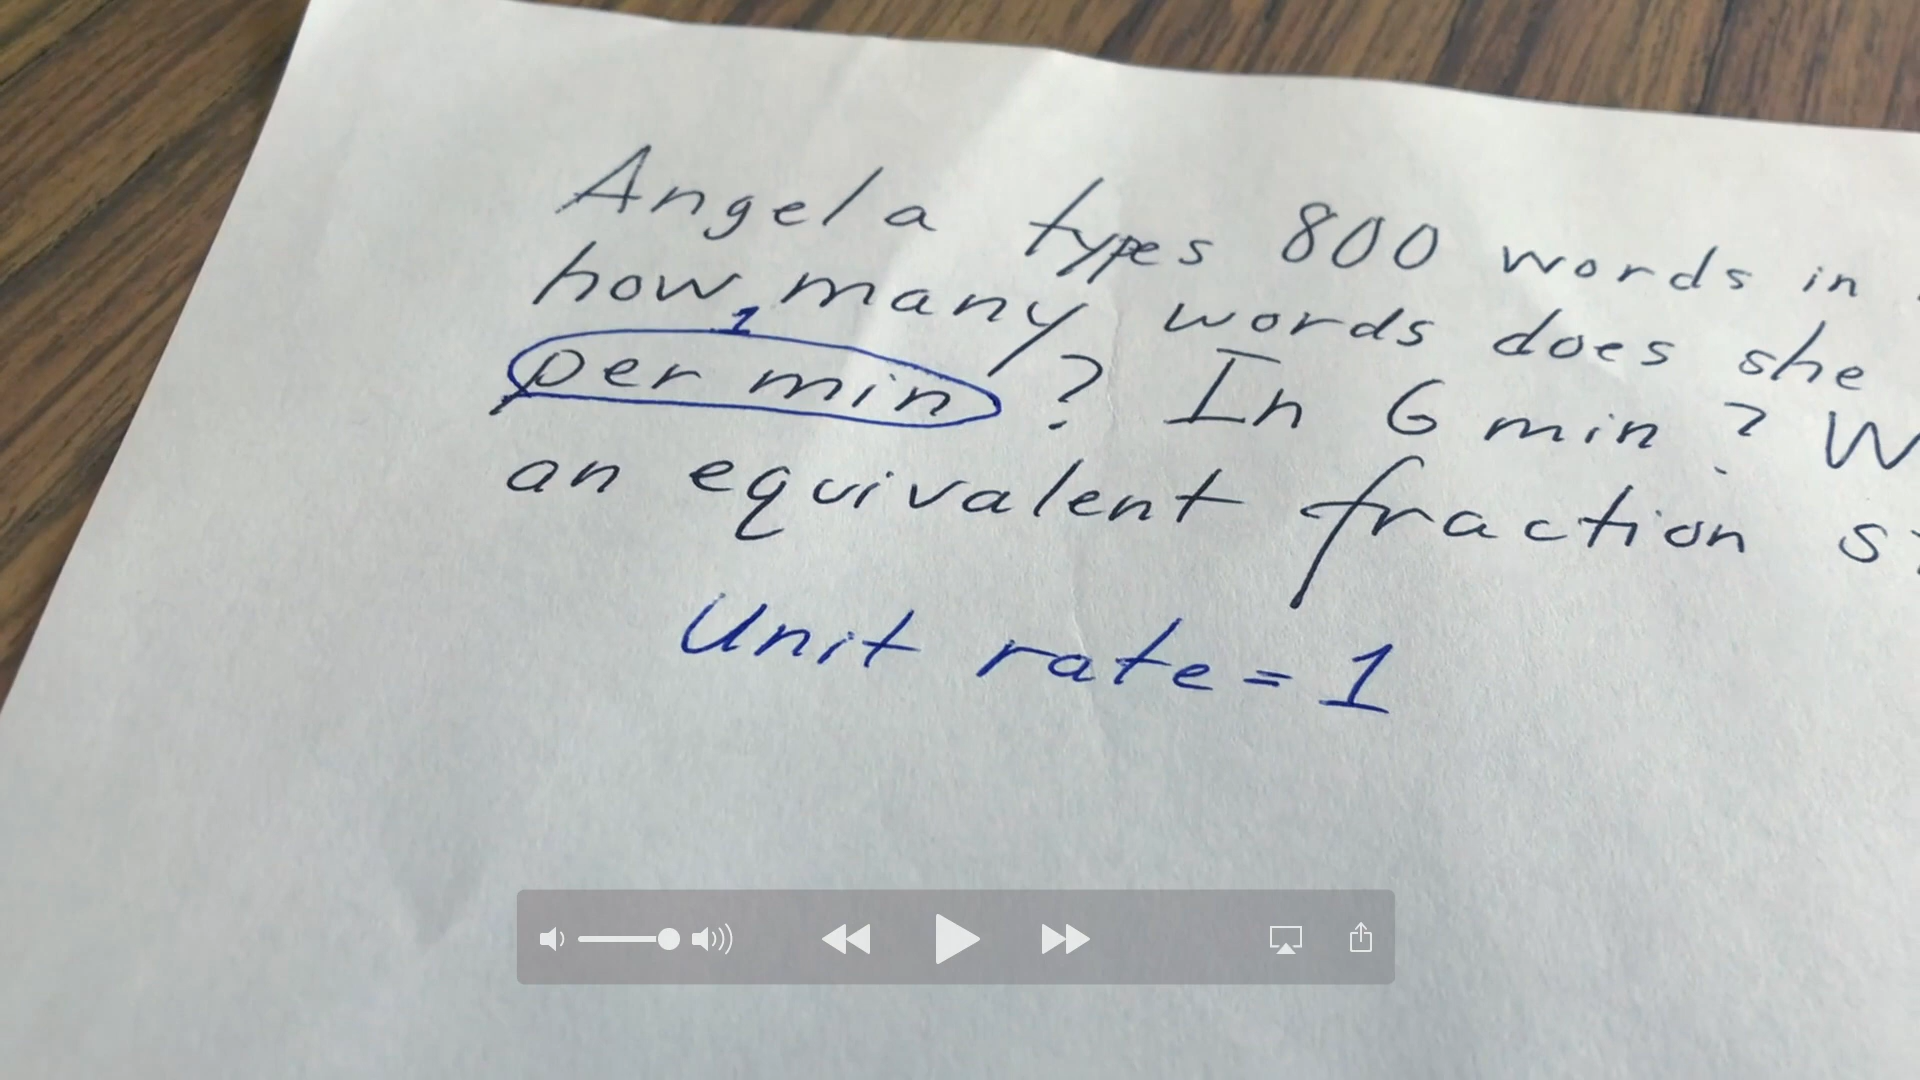 Angela types 800 words in
how many words does she
1
per min? In 6 min? W
an equivalent fraction s
Unit rate = 1